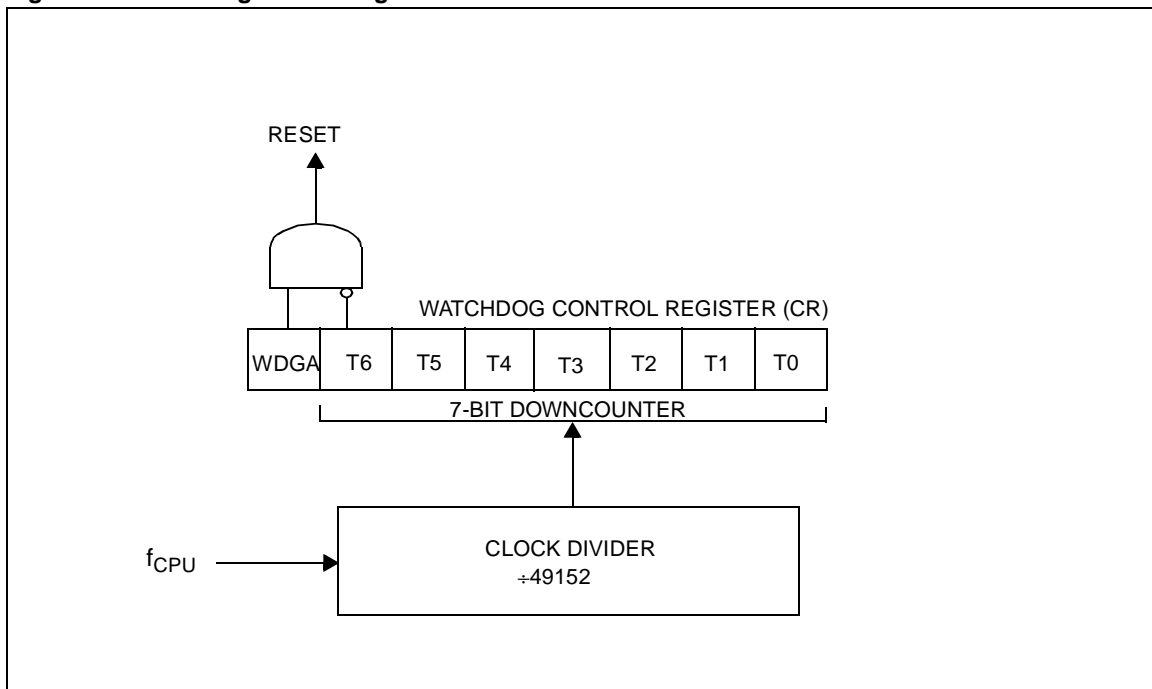 RESET
WATCHDOG CONTROL REGISTER (CR)
WDGA T6 T5 T4 T3 T2 T1 T0
7-BIT DOWNCOUNTER
fCPU
CLOCK DIVIDER
÷49152